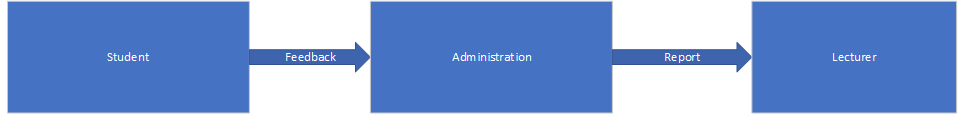 Student
Feedback
Administration
Report
Lecturer